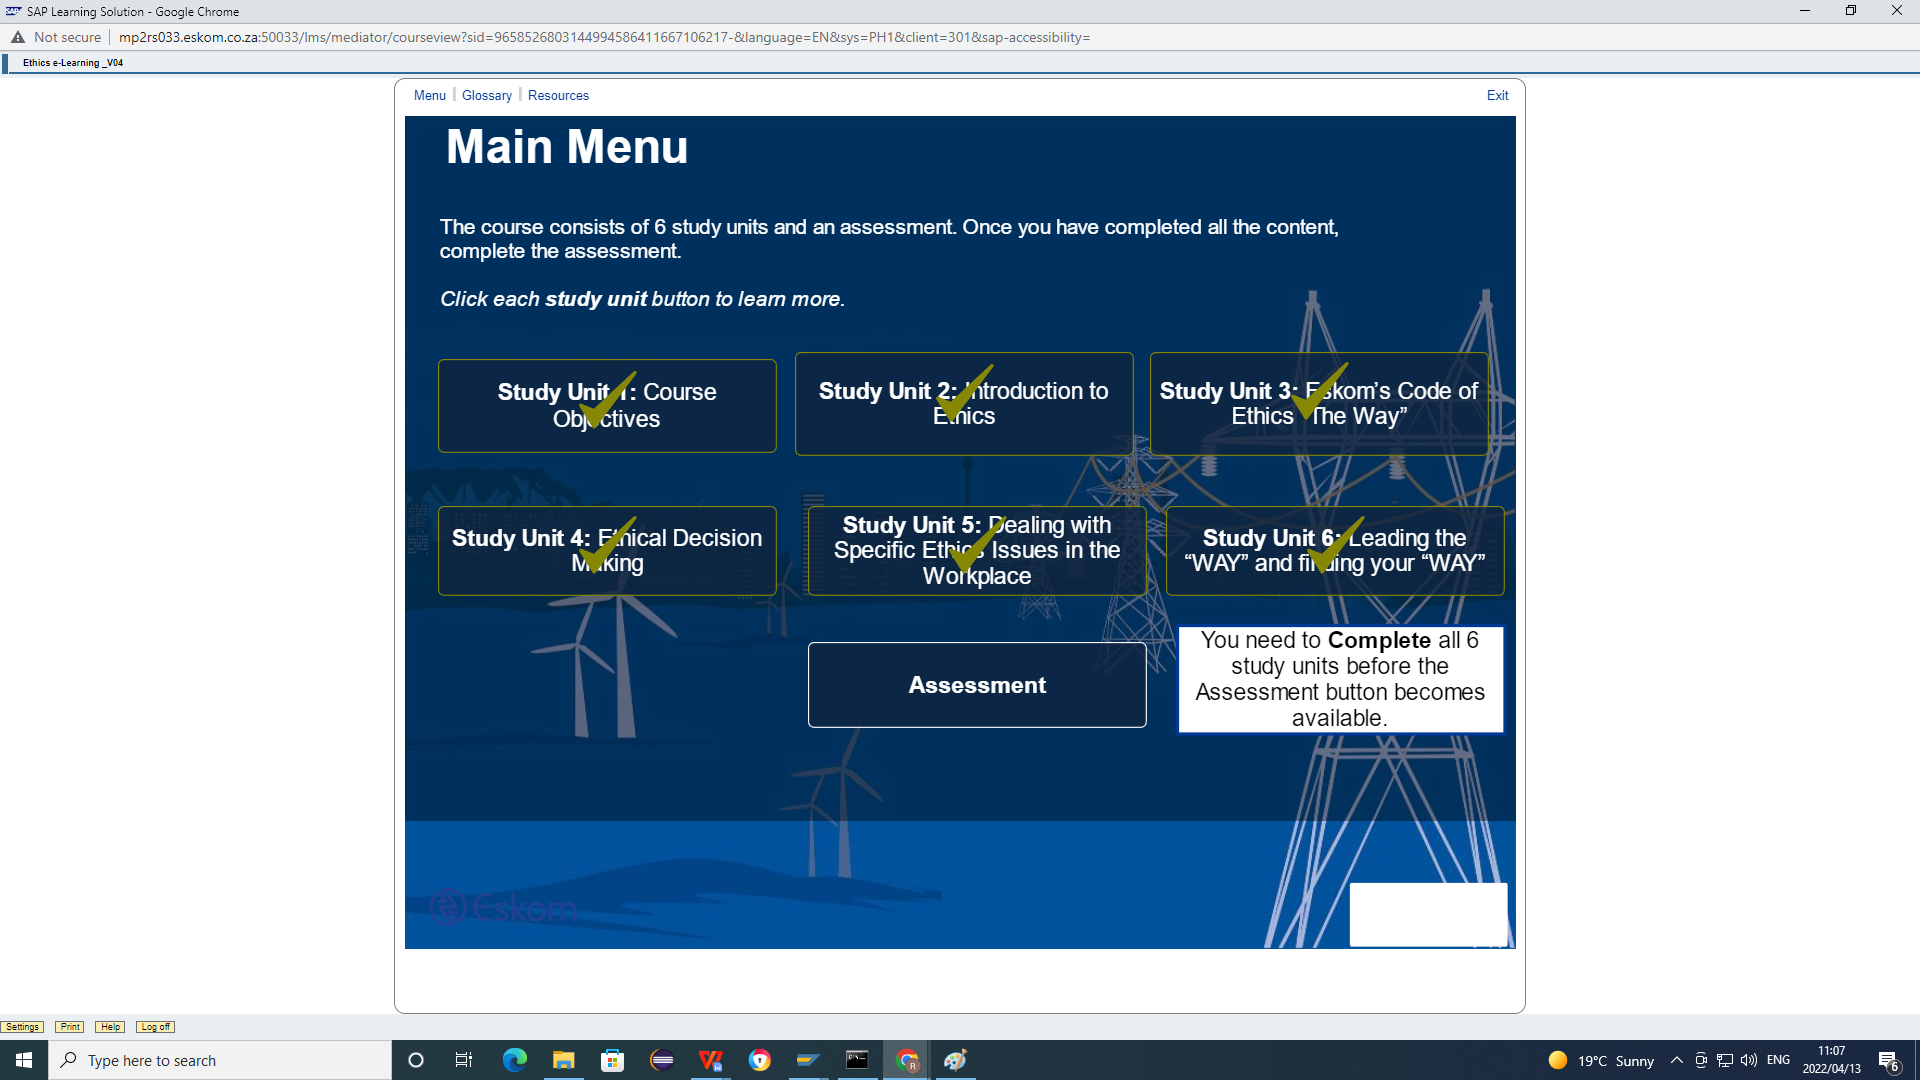 SAP Learning Solution - Google Chrome
Not secure mp2rs033.eskom.co.za:50033/lms/mediator/courseview?sid=9658526803144994586411667106217-&language=EN&sys=PH1&client=301&sap-accessibility=
Ethics e-Learning _V04
Menu Glossary Resources Exit
Main Menu
The course consists of 6 study units and an assessment. Once you have completed all the content,
complete the assessment.
Click each study unit button to learn more.
Study Unit 1: Course
Objectives
Study Unit 2: Introduction to
Ethics
Study Unit 3: Eskom’s Code of
Ethics “The Way”
Study Unit 4: Ethical Decision
Making
Study Unit 5: Dealing with
Specific Ethics Issues in the
Workplace
Study Unit 6: Leading the
“WAY” and finding your “WAY”
Assessment
You need to Complete all 6
study units before the
Assessment button becomes
available.
Eskom
Settings Print Help Log off
Type here to search
19°C Sunny ENG
11:07
2022/04/13
6